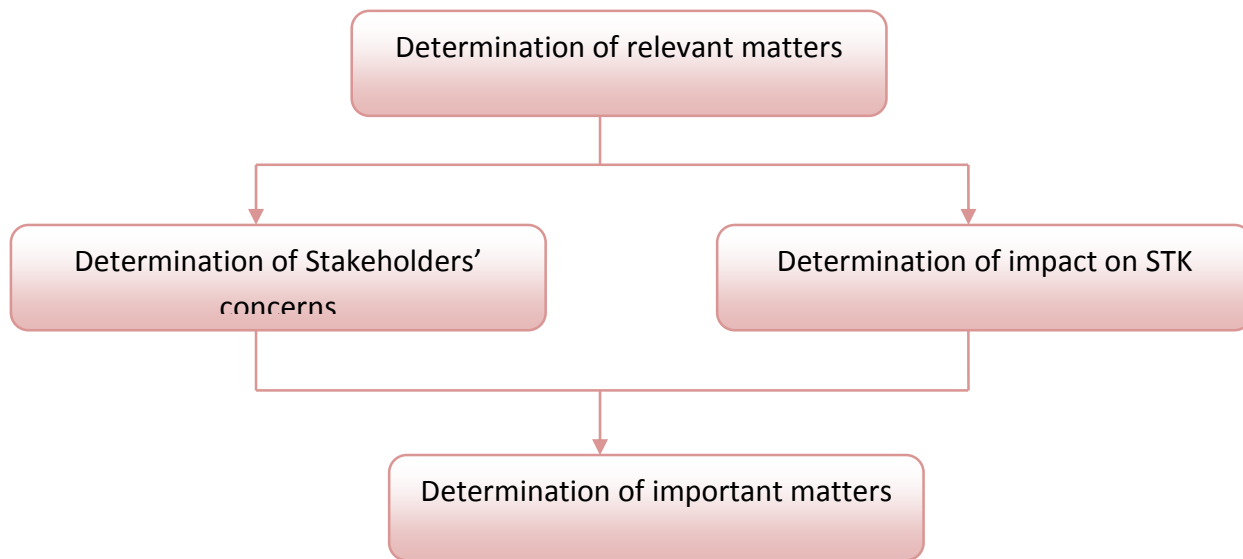 Determination of relevant matters
Determination of Stakeholders’
concerns
Determination of impact on STK
Determination of important matters